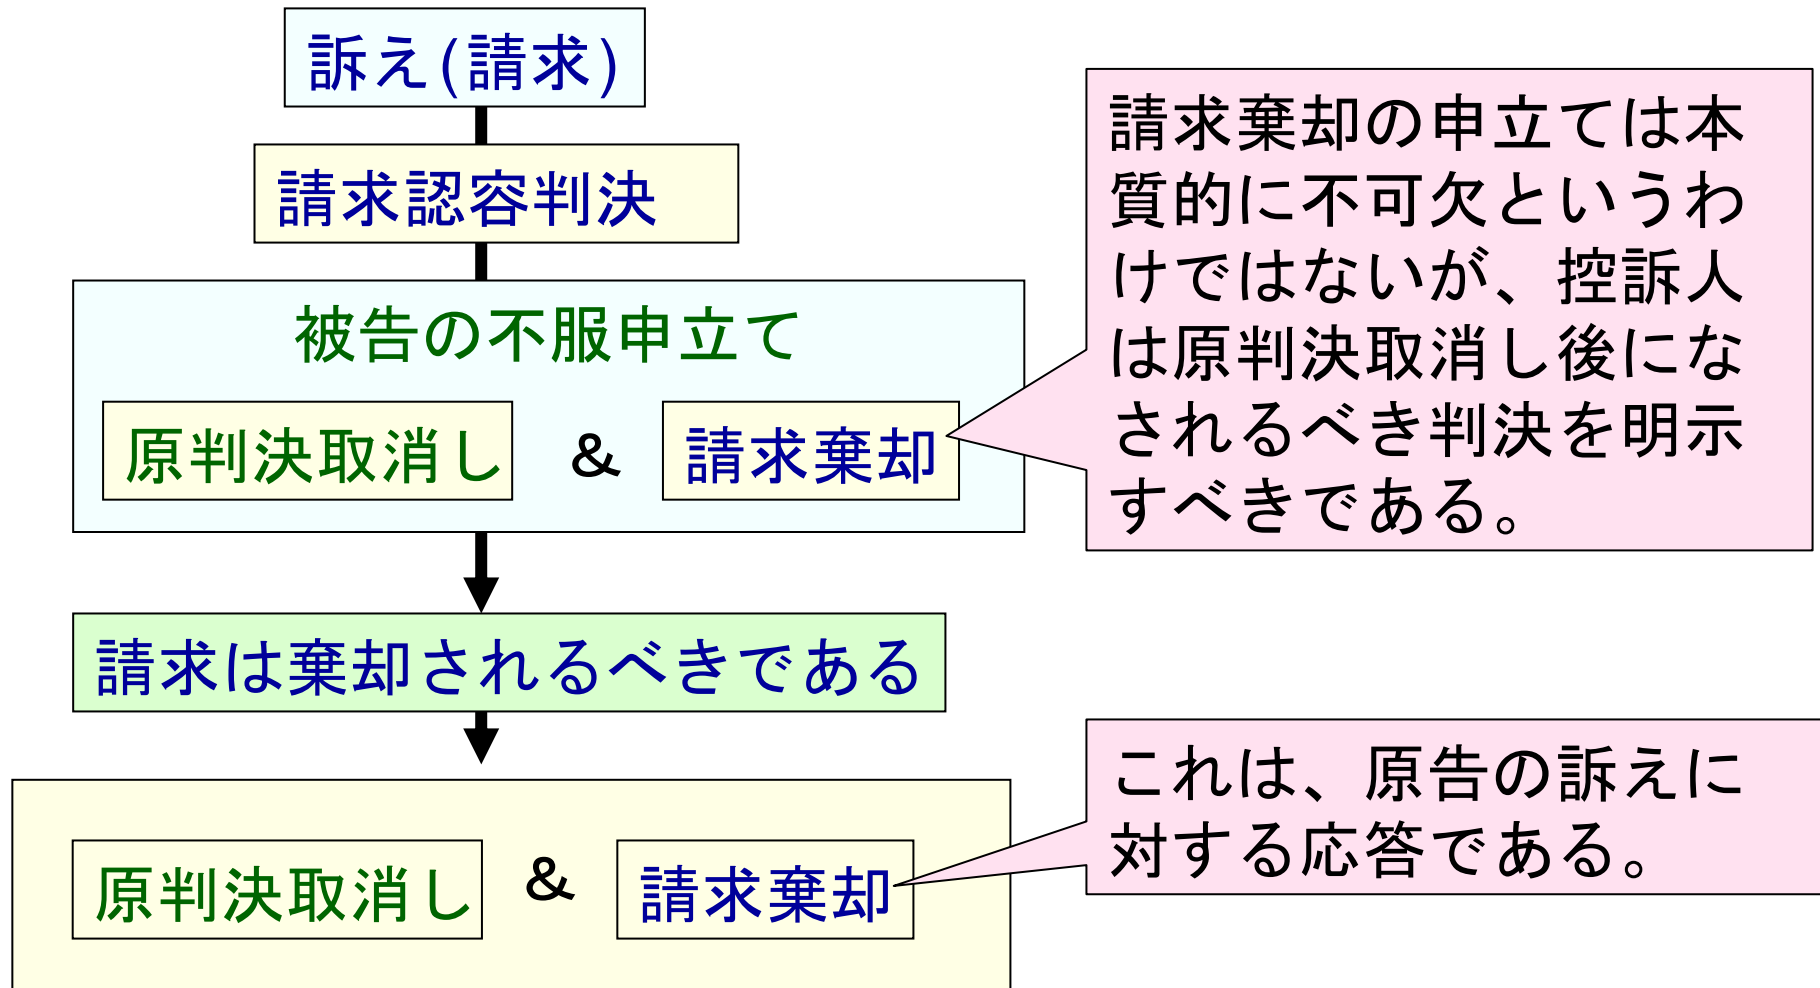 訴え(請求)
請求認容判決
被告の不服申立て
原判決取消し
&
請求棄却
請求棄却の申立ては本
質的に不可欠というわ
けではないが、控訴人
は原判決取消し後にな
されるべき判決を明示
すべきである。
請求は棄却されるべきである
原判決取消し
&
請求棄却
これは、原告の訴えに
対する応答である。